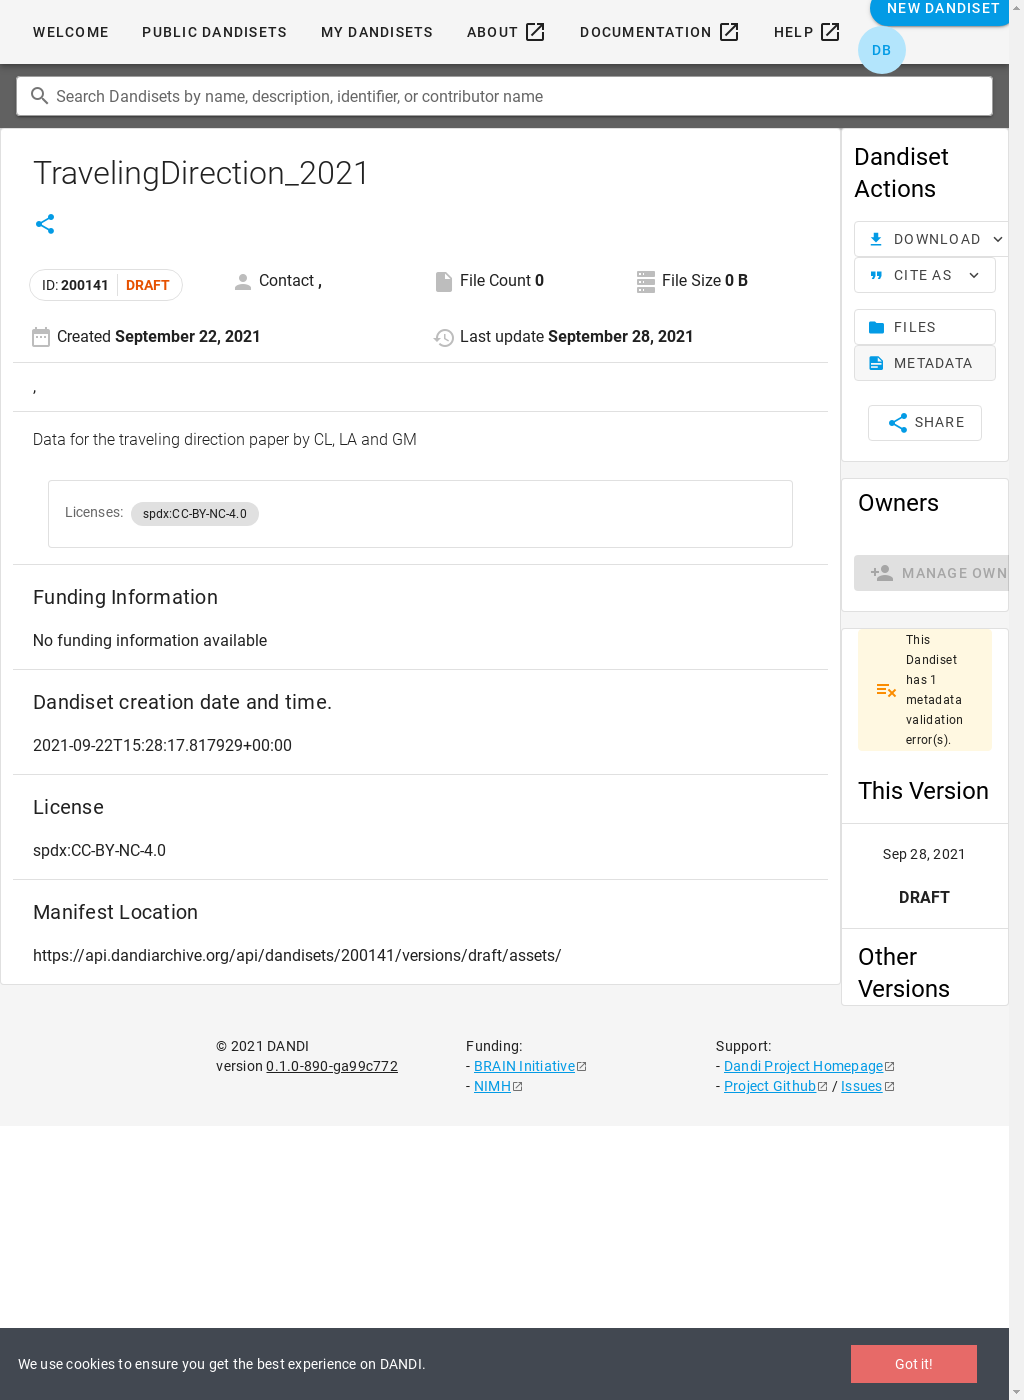 WELCOME
PUBLIC DANDISETS
MY DANDISETS
ABOUT
DOCUMENTATION
HELP
NEW DANDISET
DB
Search Dandisets by name, description, identifier, or contributor name
TravelingDirection_2021
ID: 200141 DRAFT
Contact ,
File Count 0
File Size 0 B
Created September 22, 2021
Last update September 28, 2021
,
Data for the traveling direction paper by CL, LA and GM
Licenses: spdx:CC-BY-NC-4.0
Funding Information
No funding information available
Dandiset creation date and time.
2021-09-22T15:28:17.817929+00:00
License
spdx:CC-BY-NC-4.0
Manifest Location
https://api.dandiarchive.org/api/dandisets/200141/versions/draft/assets/
Dandiset
Actions
DOWNLOAD
CITE AS
FILES
METADATA
SHARE
Owners
MANAGE OWN
This
Dandiset
has 1
metadata
validation
error(s).
This Version
Sep 28, 2021
DRAFT
Other
Versions
© 2021 DANDI
version 0.1.0-890-ga99c772
Funding:
- BRAIN Initiative
- NIMH
Support:
- Dandi Project Homepage
- Project Github / Issues
We use cookies to ensure you get the best experience on DANDI.
Got it!